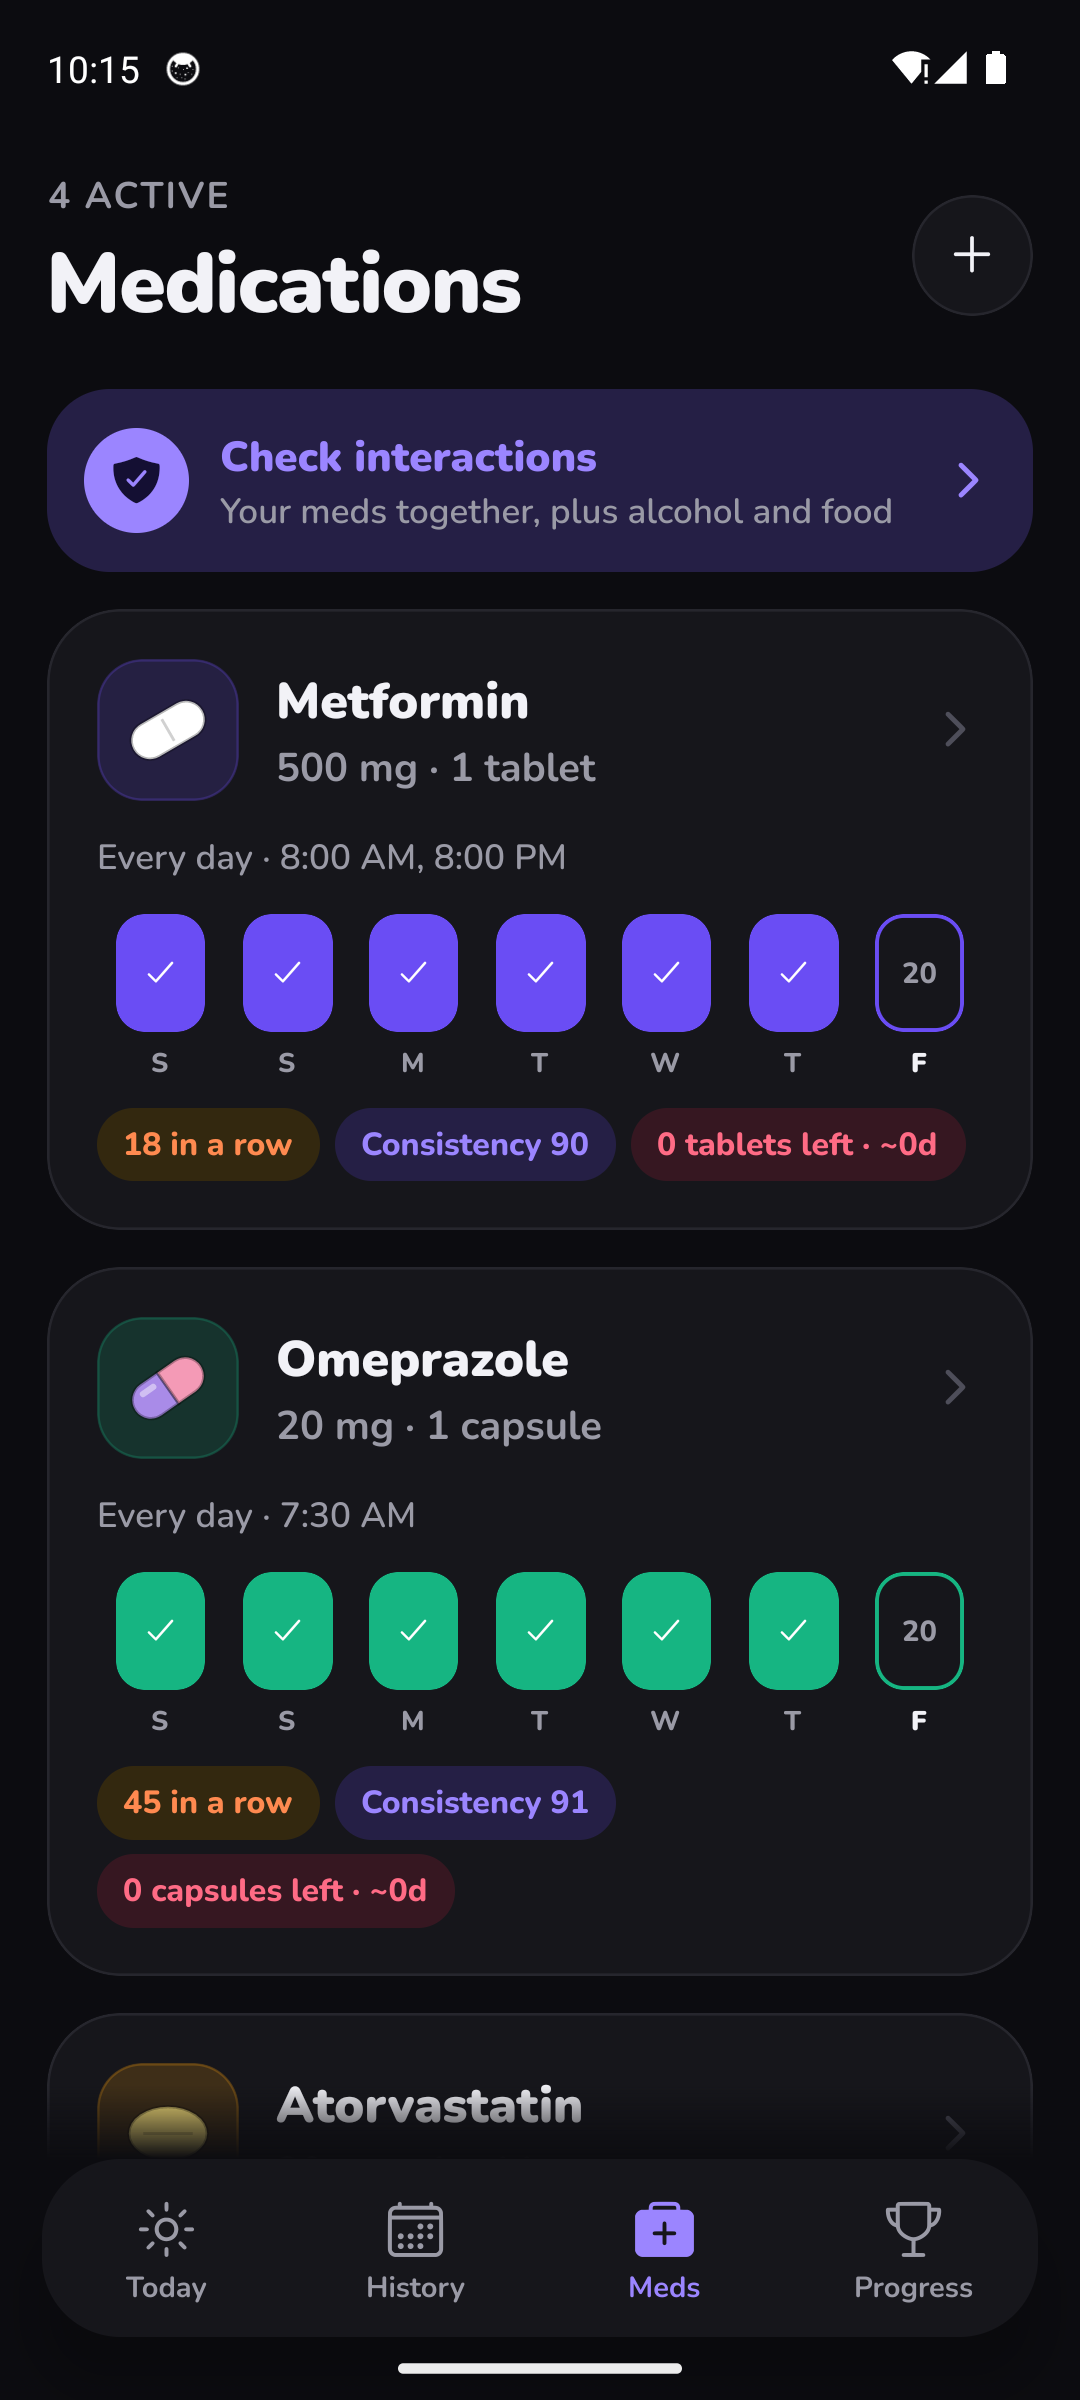 10:15
4 ACTIVE
Medications
Check interactions
Your meds together, plus alcohol and food
Metformin
500 mg · 1 tablet
Every day · 8:00 AM, 8:00 PM
20
S S M T W T F
18 in a row Consistency 90 0 tablets left · ~0d
Omeprazole
20 mg · 1 capsule
Every day · 7:30 AM
20
S S M T W T F
45 in a row Consistency 91
0 capsules left · ~0d
Atorvastatin
Today History Meds Progress